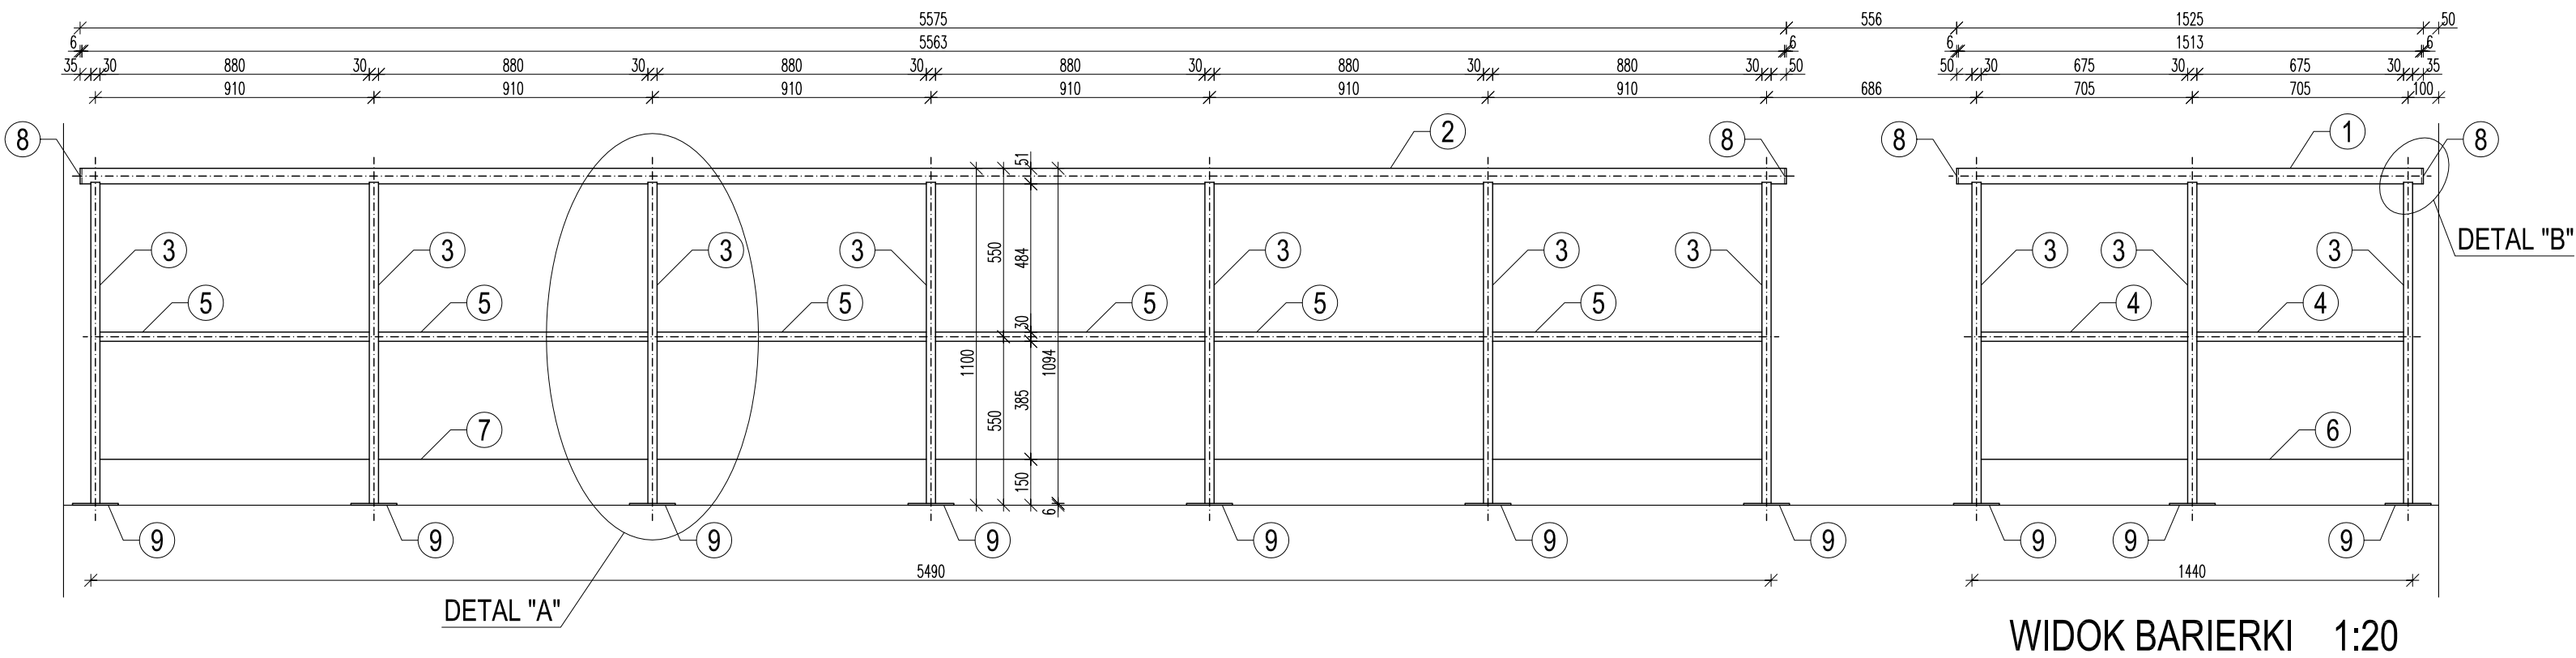 5575 556 1525 50
6 5563 6 6 1513 6
35 30 880 30 880 30 880 30 880 30 880 30 880 30 50 50 30 675 30 675 30 35
910 910 910 910 910 910 686 705 705 100
8 2 8 8 1 8
51
3 3 3 3 3 3 3 3 3 3
550 484
DETAL "B"
5 5 5 5 5 5 4 4
30
1100 1094
385
550
7 6
150
6
9 9 9 9 9 9 9 9 9 9
5490 1440
DETAL "A"
WIDOK BARIERKI 1:20